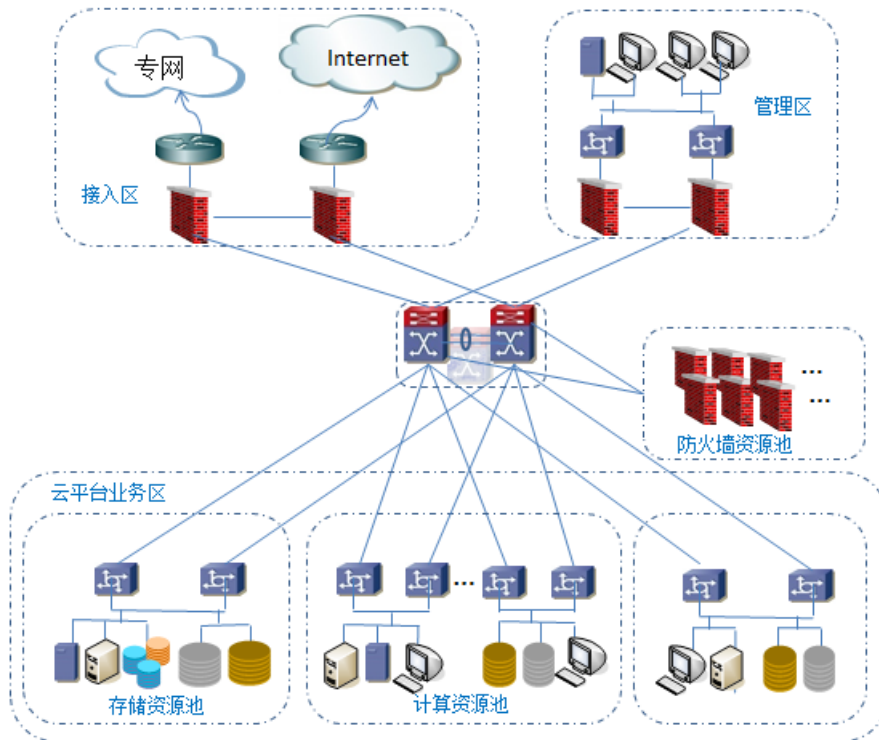 专网
Internet
接入区
管理区
...
...
防火墙资源池
云平台业务区
...
存储资源池
计算资源池